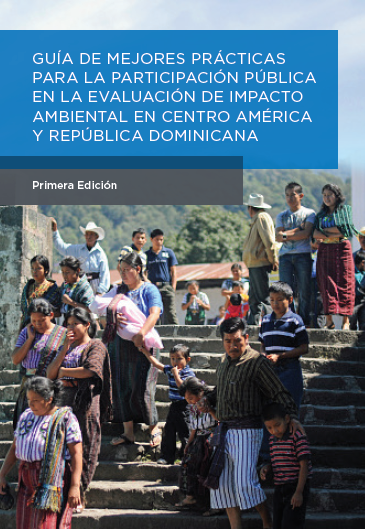 GUÍA DE MEJORES PRÁCTICAS
PARA LA PARTICIPACIÓN PÚBLICA
EN LA EVALUACIÓN DE IMPACTO
AMBIENTAL EN CENTRO AMÉRICA
Y REPÚBLICA DOMINICANA
Primera Edición